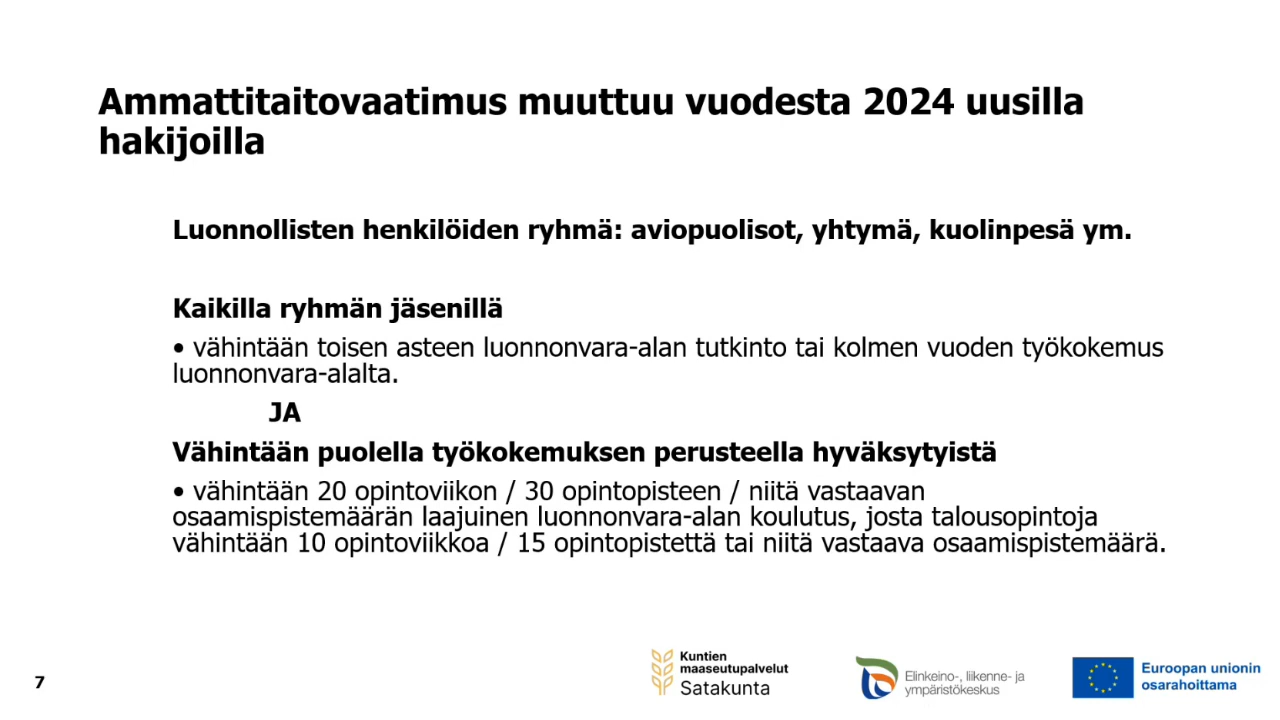 Ammattitaitovaatimus muuttuu vuodesta 2024 uusilla
hakijoilla
Luonnollisten henkilöiden ryhmä: aviopuolisot, yhtymä, kuolinpesä ym.
Kaikilla ryhmän jäsenillä
• vähintään toisen asteen luonnonvara-alan tutkinto tai kolmen vuoden työkokemus
luonnonvara-alalta.
JA
Vähintään puolella työkokemuksen perusteella hyväksytyistä
• vähintään 20 opintoviikon / 30 opintopisteen / niitä vastaavan
osaamispistemäärän laajuinen luonnonvara-alan koulutus, josta talousopintoja
vähintään 10 opintoviikkoa / 15 opintopistettä tai niitä vastaava osaamispistemäärä.
7
Kuntien
maaseutupalvelut
Satakunta
Elinkeino-, liikenne- ja
ympäristökeskus
Euroopan unionin
osarahoittama